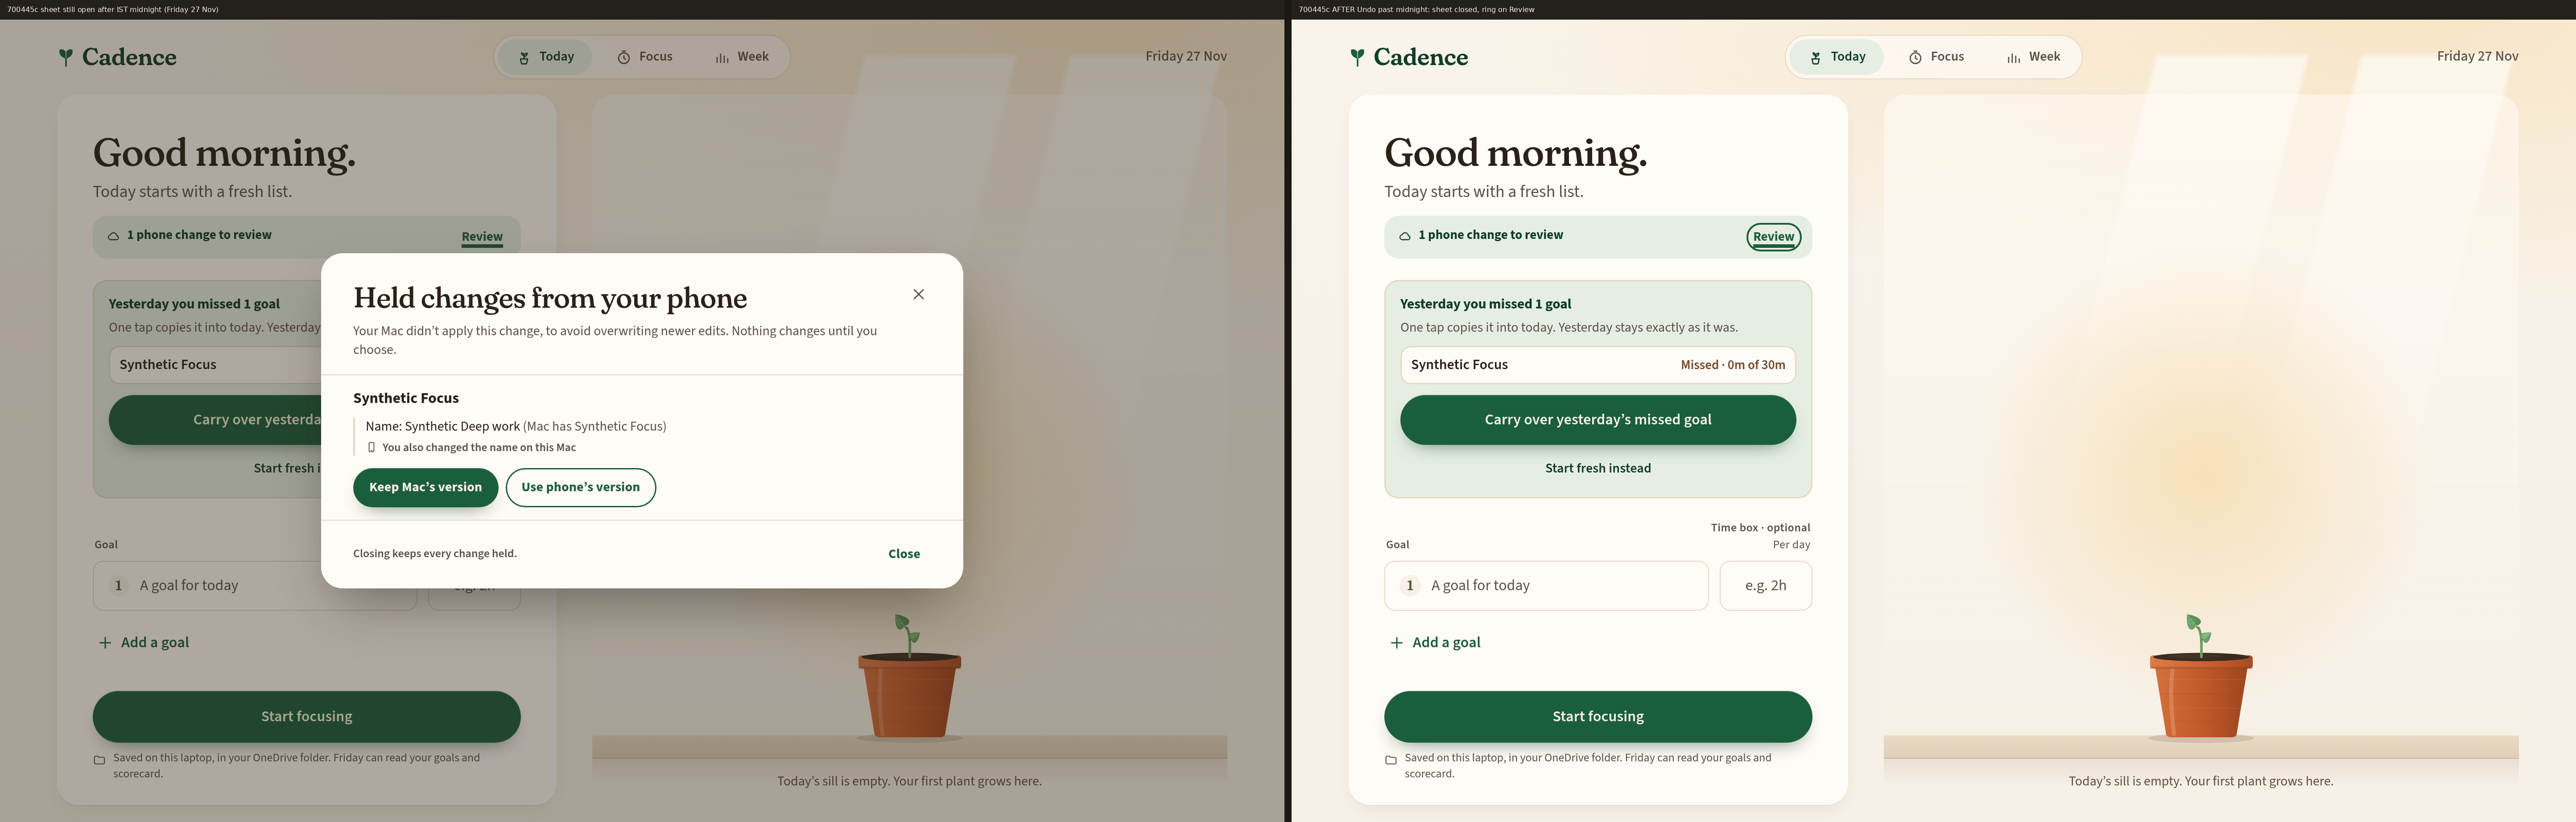 700445c sheet still open after IST midnight (Friday 27 Nov)
Cadence
Today
Focus
Week
Friday 27 Nov
Good morning.
Today starts with a fresh list.
1 phone change to review
Review
Yesterday you missed 1 goal
One tap copies it into today. Yesterday
Synthetic Focus
Carry over yesterda
Start fresh i
Held changes from your phone
Your Mac didn’t apply this change, to avoid overwriting newer edits. Nothing changes until you
choose.
Synthetic Focus
Name: Synthetic Deep work (Mac has Synthetic Focus)
You also changed the name on this Mac
Keep Mac’s version
Use phone’s version
Closing keeps every change held.
Close
Goal
1
A goal for today
e.g. 2h
Add a goal
Start focusing
Saved on this laptop, in your OneDrive folder. Friday can read your goals and
scorecard.
Today’s sill is empty. Your first plant grows here.
700445c AFTER Undo past midnight: sheet closed, ring on Review
Cadence
Today
Focus
Week
Friday 27 Nov
Good morning.
Today starts with a fresh list.
1 phone change to review
Review
Yesterday you missed 1 goal
One tap copies it into today. Yesterday stays exactly as it was.
Synthetic Focus
Missed · 0m of 30m
Carry over yesterday’s missed goal
Start fresh instead
Time box · optional
Goal
Per day
1
A goal for today
e.g. 2h
Add a goal
Start focusing
Saved on this laptop, in your OneDrive folder. Friday can read your goals and
scorecard.
Today’s sill is empty. Your first plant grows here.